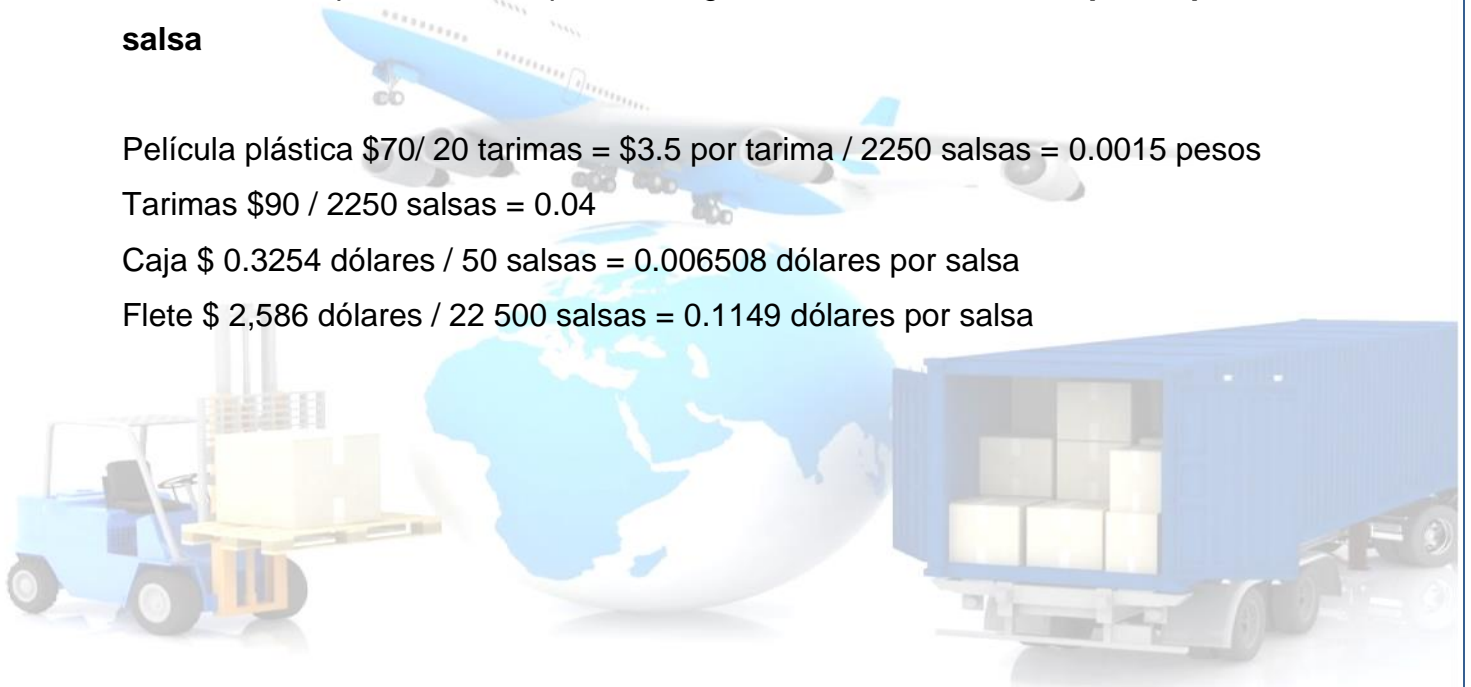 salsa
Película plástica $70/ 20 tarimas = $3.5 por tarima / 2250 salsas = 0.0015 pesos
Tarimas $90 / 2250 salsas = 0.04
Caja $ 0.3254 dólares / 50 salsas = 0.006508 dólares por salsa
Flete $ 2,586 dólares / 22 500 salsas = 0.1149 dólares por salsa